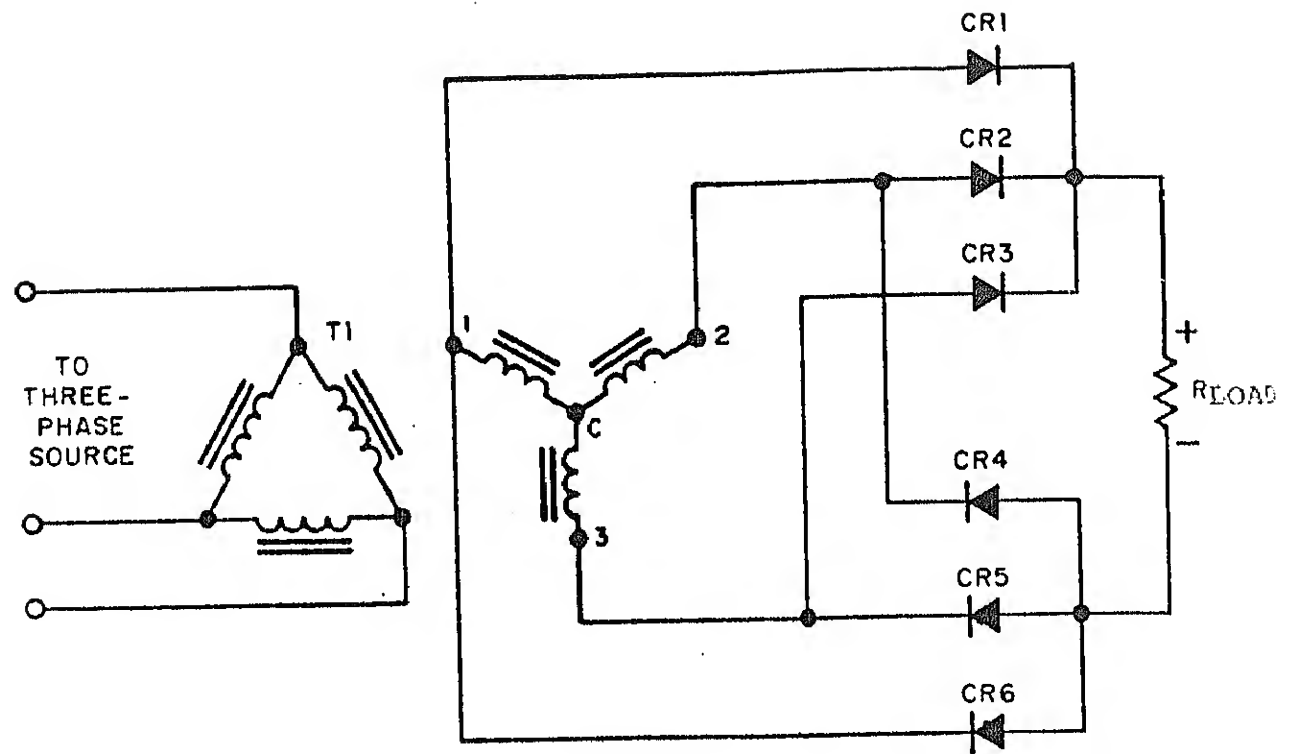 CR1
CR2
CR3
T1
1
2
TO
THREE-
PHASE
SOURCE
+
RLOAD
-
C
3
CR4
CR5
CR6